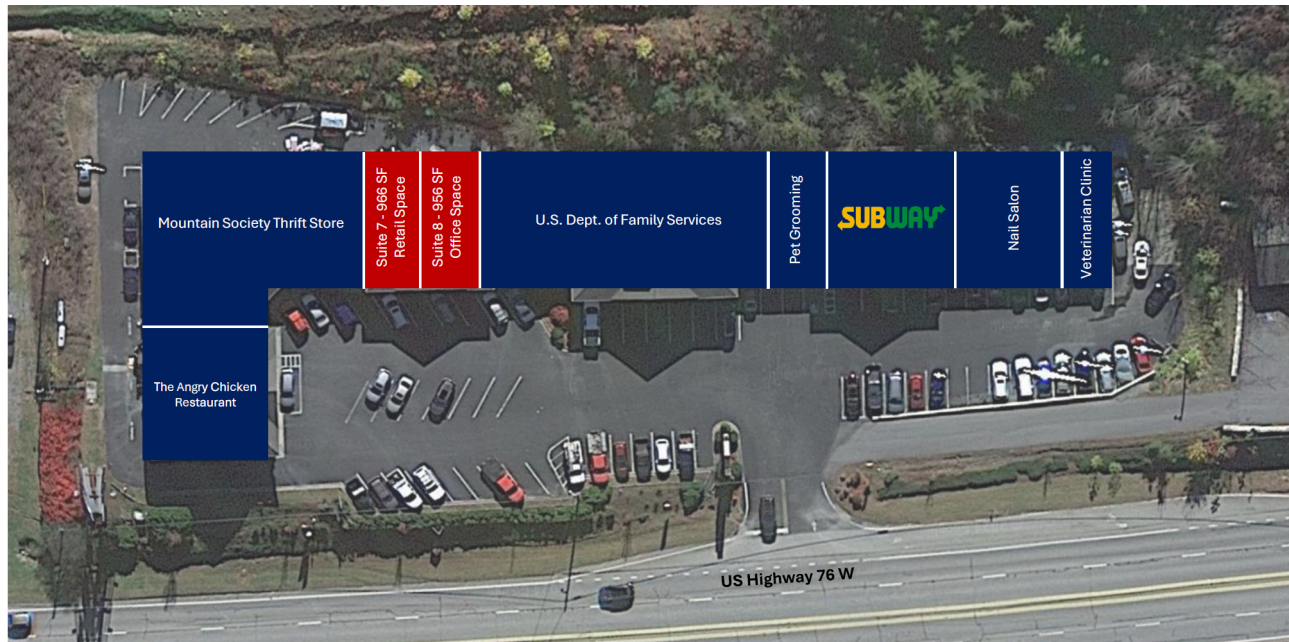 Mountain Society Thrift Store
Suite 7 - 966 SF
Retail Space
Suite 8 - 956 SF
Office Space
U.S. Dept. of Family Services
Pet Grooming
SUBWAY
Nail Salon
Veterinarian Clinic
The Angry Chicken
Restaurant
US Highway 76 W